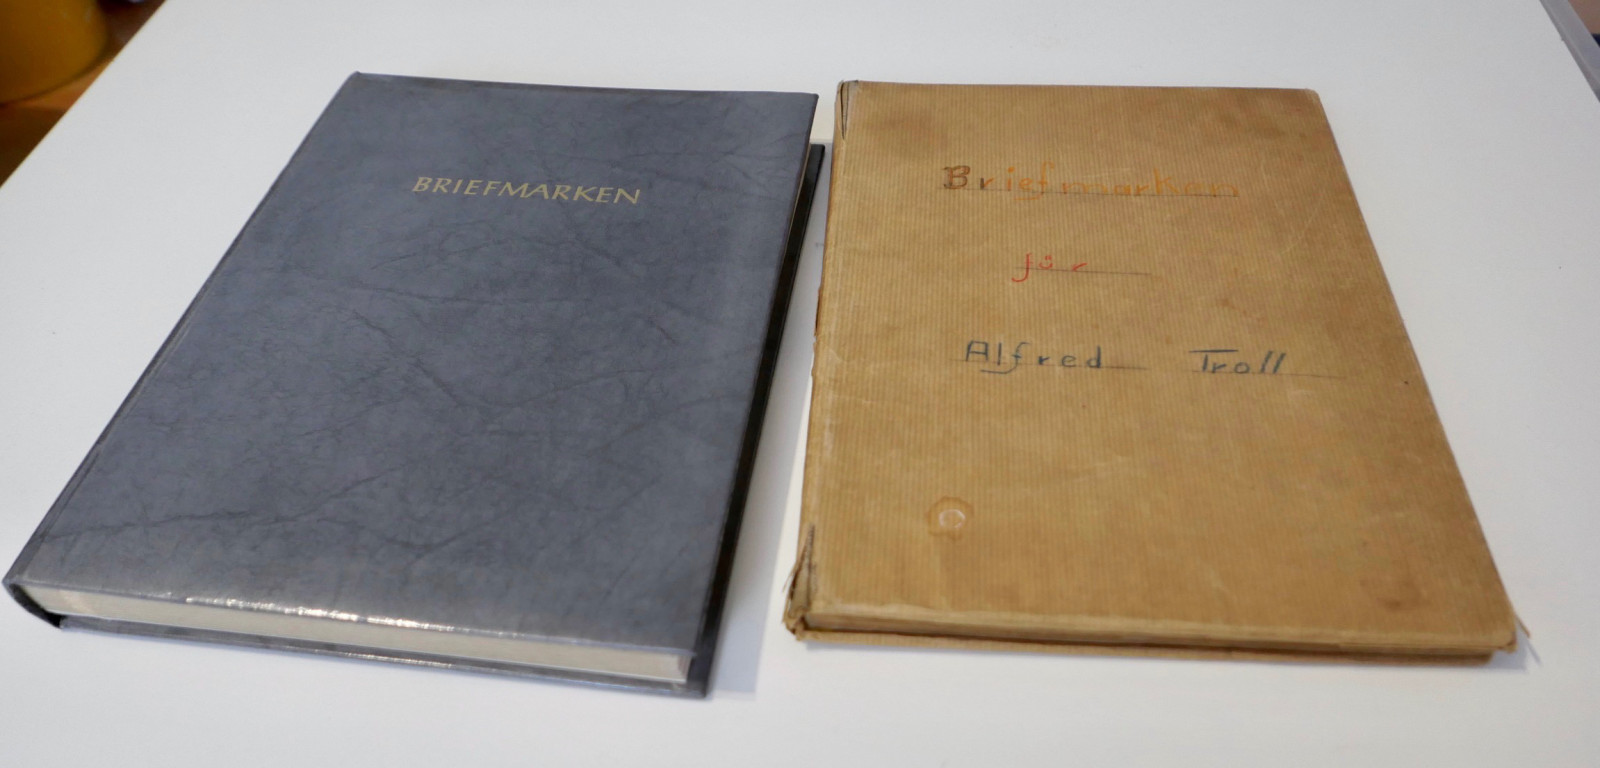 BRIEFMARKEN
Briefmarken
für
Alfred Troll